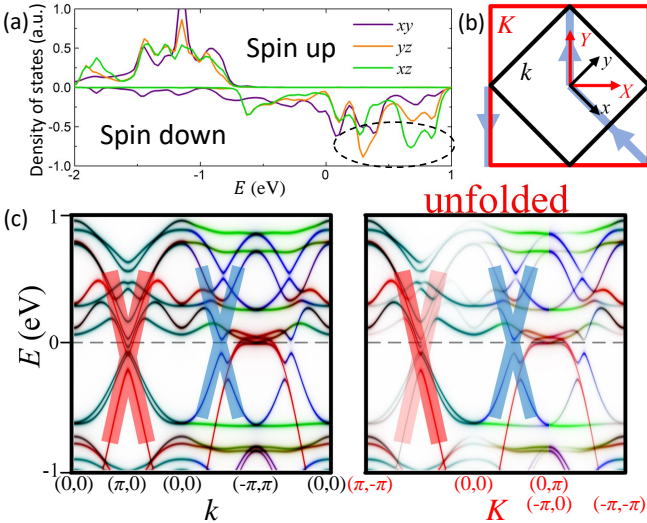 (a)
Density of states (a.u.)
1.0
0.5
0.0
-0.5
-1.0
Spin up
Spin down
xy
yz
xz
-2
-1
0
1
E (eV)
(b)
K
Y
y
k
X
x
(c)
unfolded
E (eV)
1
0
-1
(0,0) (π,0) (0,0) (-π,π) (0,0)
k
(π,-π) (0,0) (0,π)
(-π,0) (-π,-π)
K